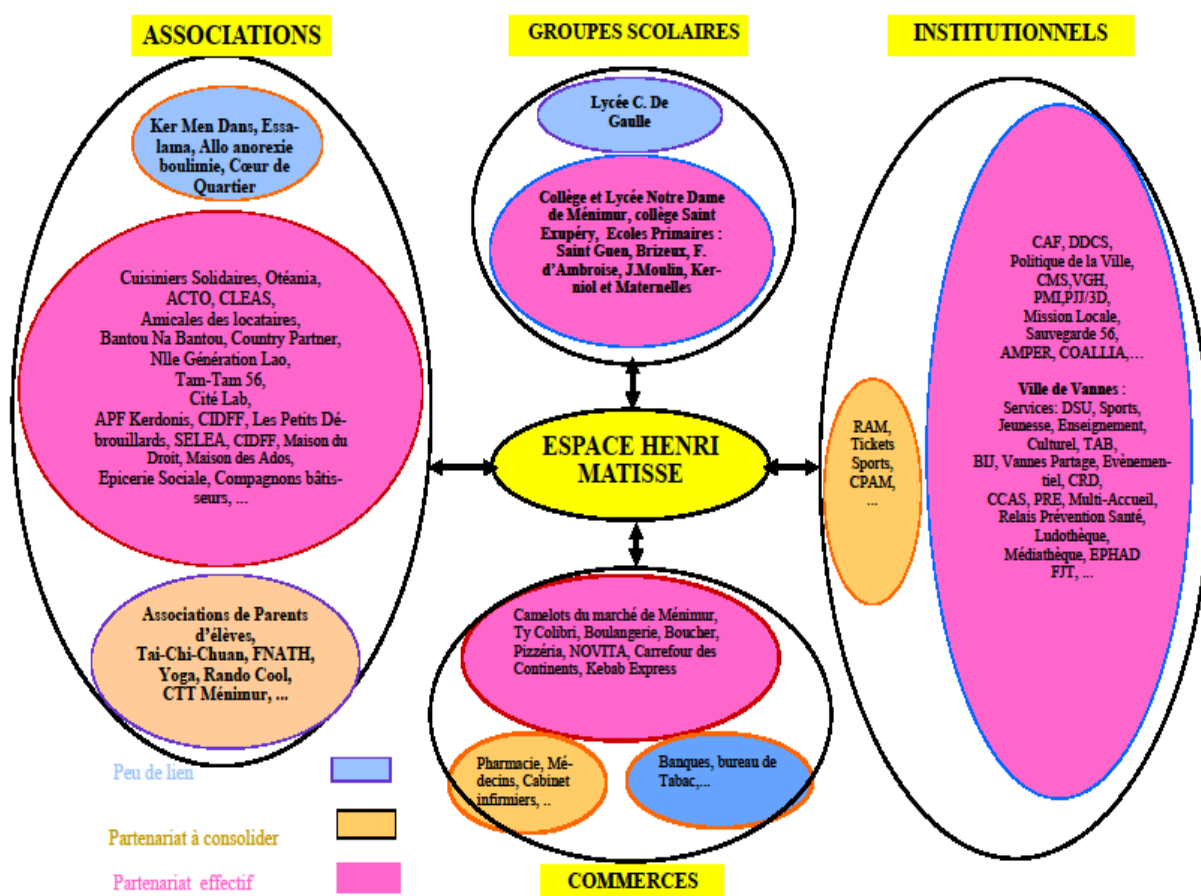 ASSOCIATIONS
Ker Men Dans, Essa-
lama, Allo anorexie
boulimie, Cœur de
Quartier
Cuisiniers Solidaires, Otéania,
ACTO, CLEAS,
Amicales des locataires,
Bantou Na Bantou, Country Partner,
Nlle Génération Lao,
Tam-Tam 56,
Cité Lab,
APF Kerdonis, CIDFF, Les Petits Dé-
brouillards, SELEA, CIDFF, Maison du
Droit, Maison des Ados,
Epicerie Sociale, Compagnons bâtis-
seurs, ...
Associations de Parents
d'élèves,
Tai-Chi-Chuan, FNATH,
Yoga, Rando Cool,
CTT Ménimur, ...
GROUPES SCOLAIRES
Lycée C. De
Gaulle
Collège et Lycée Notre Dame
de Ménimur, collège Saint
Exupéry, Ecoles Primaires :
Saint Guen, Brizeux, F.
d'Ambroise, J.Moulin, Ker-
niol et Maternelles
ESPACE HENRI
MATISSE
INSTITUTIONNELS
RAM,
Tickets
Sports,
CPAM,
...
CAF, DDCS,
Politique de la Ville,
CMS,VGH,
PMI,PJJ/3D,
Mission Locale,
Sauvegarde 56,
AMPER, COALLIA,…
Ville de Vannes :
Services: DSU, Sports,
Jeunesse, Enseignement,
Culturel, TAB,
BIJ, Vannes Partage, Evènemen-
tiel, CRD,
CCAS, PRE, Multi-Accueil,
Relais Prévention Santé,
Ludothèque,
Médiathèque, EPHAD
FJT, ...
Camelots du marché de Ménimur,
Ty Colibri, Boulangerie, Boucher,
Pizzéria, NOVITA, Carrefour des
Continents, Kebab Express
Pharmacie, Mé-
decins, Cabinet
infirmiers, ..
Banques, bureau de
Tabac,...
COMMERCES
Peu de lien
Partenariat à consolider
Partenariat effectif